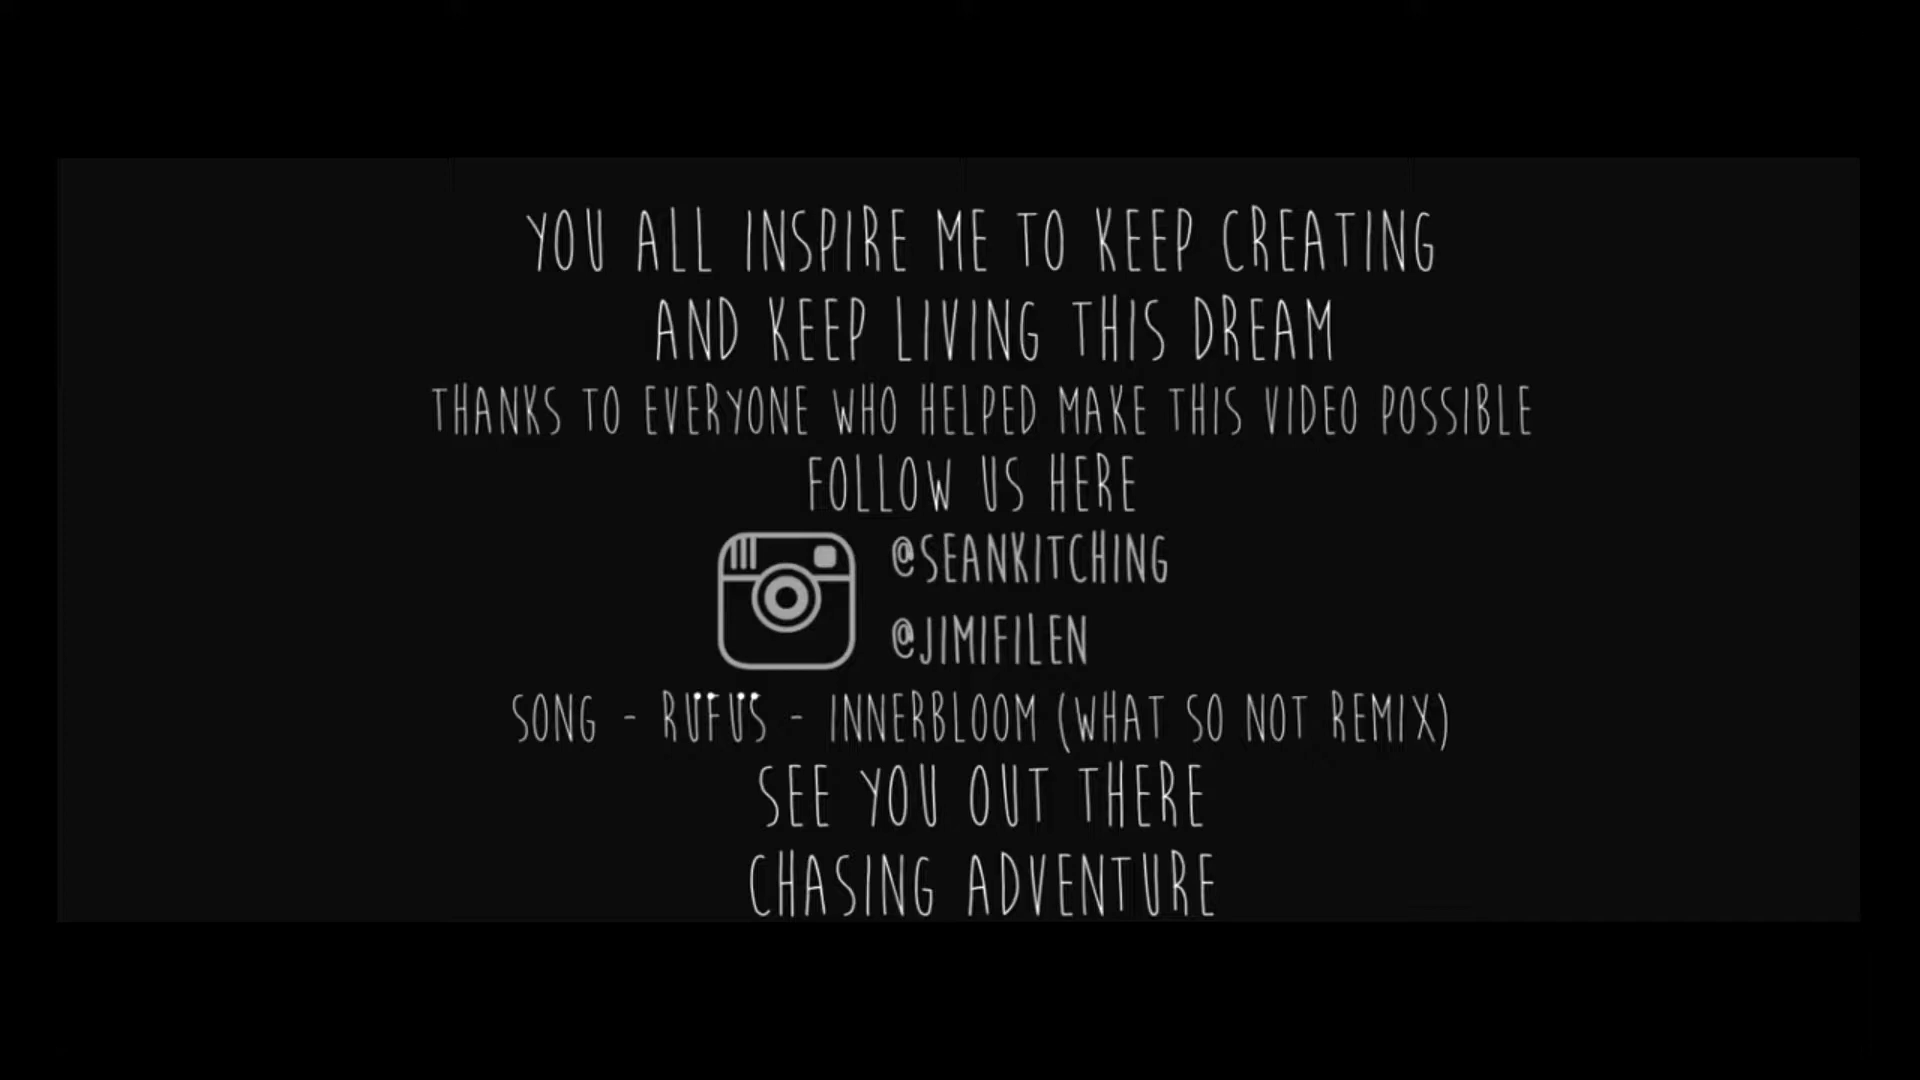 YOU ALL INSPIRE ME TO KEEP CREATING
AND KEEP LIVING THIS DREAM
THANKS TO EVERYONE WHO HELPED MAKE THIS VIDEO POSSIBLE
FOLLOW US HERE
@SEANKITCHING
@JIMIFILEN
SONG - RÜFÜS - INNERBLOOM (WHAT SO NOT REMIX)
SEE YOU OUT THERE
CHASING ADVENTURE